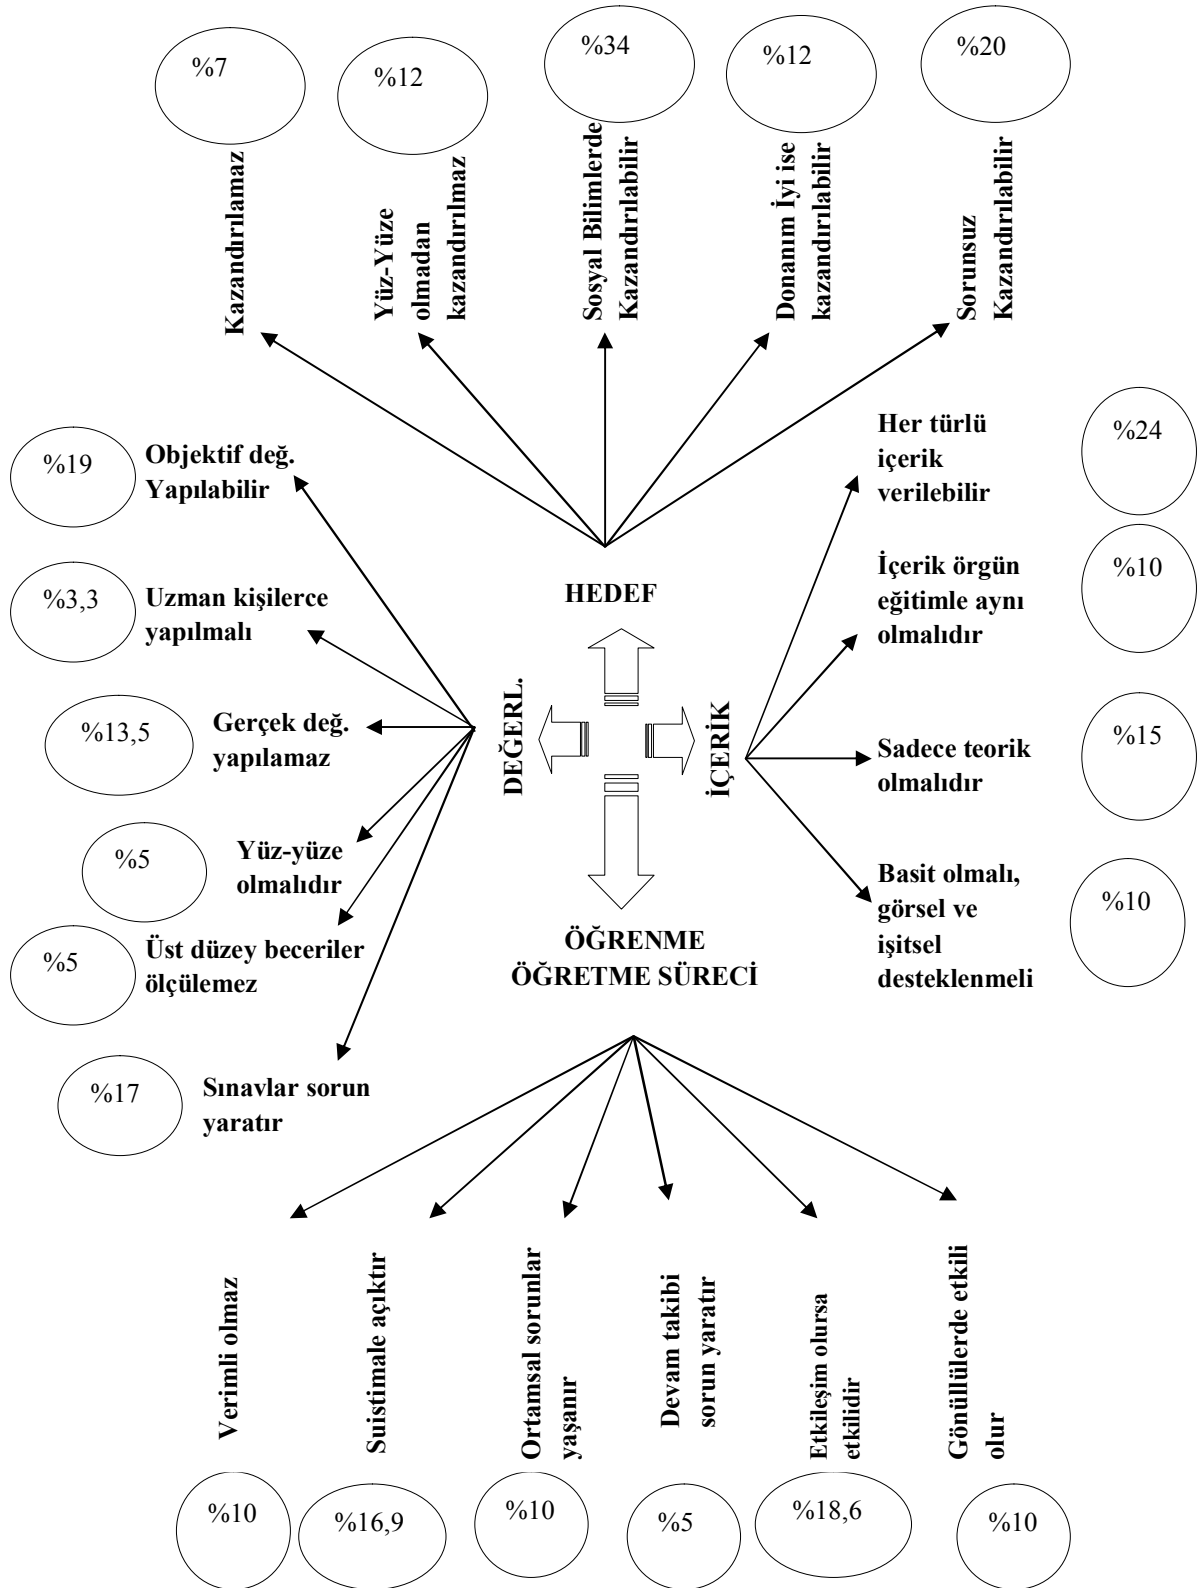 %7
%12
%34
%12
%20
Kazandırılamaz
Yüz-Yüze
olmadan
kazandırılmaz
Sosyal Bilimlerde
Kazandırılabilir
Donanım İyi ise
kazandırılabilir
Sorunsuz
Kazandırılabilir
%19
Objektif değ.
Yapılabilir
%3,3
Uzman kişilerce
yapılmalı
%13,5
Gerçek değ.
yapılamaz
%5
Yüz-yüze
olmalıdır
%5
Üst düzey beceriler
ölçülemez
%17
Sınavlar sorun
yaratır
HEDEF
DEĞERL.
İÇERİK
ÖĞRENME
ÖĞRETME SÜRECİ
Her türlü
içerik
verilebilir
%24
İçerik örgün
eğitimle aynı
olmalıdır
%10
Sadece teorik
olmalıdır
%15
Basit olmalı,
görsel ve
işitsel
desteklenmeli
%10
Verimli olmaz
Suistimale açıktır
Ortamsal sorunlar
yaşanır
Devam takibi
sorun yaratır
Etkileşim olursa
etkilidir
Gönüllülerde etkili
olur
%10
%16,9
%10
%5
%18,6
%10